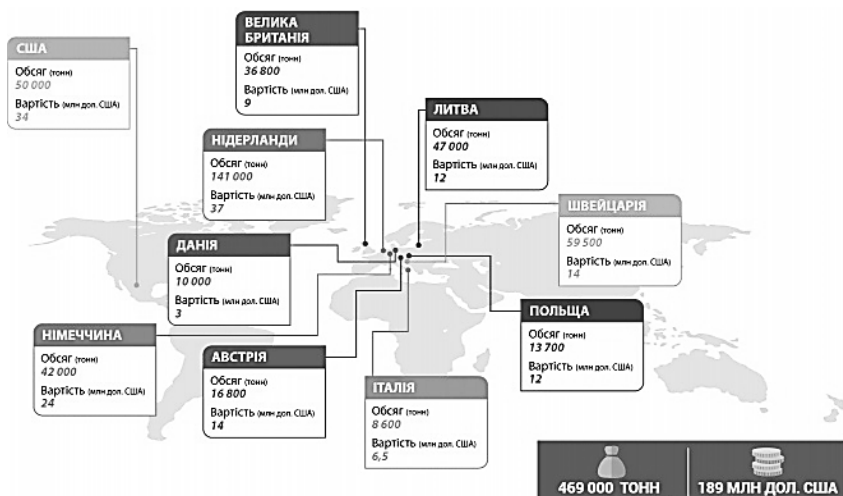 США
Обсяг (тонн)
50 000
Вартість (млн дол. США)
34
ВЕЛИКА
БРИТАНІЯ
Обсяг (тонн)
36 800
Вартість (млн дол. США)
9
ЛИТВА
Обсяг (тонн)
47 000
Вартість (млн дол. США)
12
НІДЕРЛАНДИ
Обсяг (тонн)
141 000
Вартість (млн дол. США)
37
ШВЕЙЦАРІЯ
Обсяг (тонн)
59 500
Вартість (млн дол. США)
14
ДАНІЯ
Обсяг (тонн)
10 000
Вартість (млн дол. США)
3
ПОЛЬЩА
Обсяг (тонн)
13 700
Вартість (млн дол. США)
12
НІМЕЧЧИНА
Обсяг (тонн)
42 000
Вартість (млн дол. США)
24
АВСТРІЯ
Обсяг (тонн)
16 800
Вартість (млн дол. США)
14
ІТАЛІЯ
Обсяг (тонн)
8 600
Вартість (млн дол. США)
6,5
469 000 ТОНН
189 МЛН ДОЛ. США